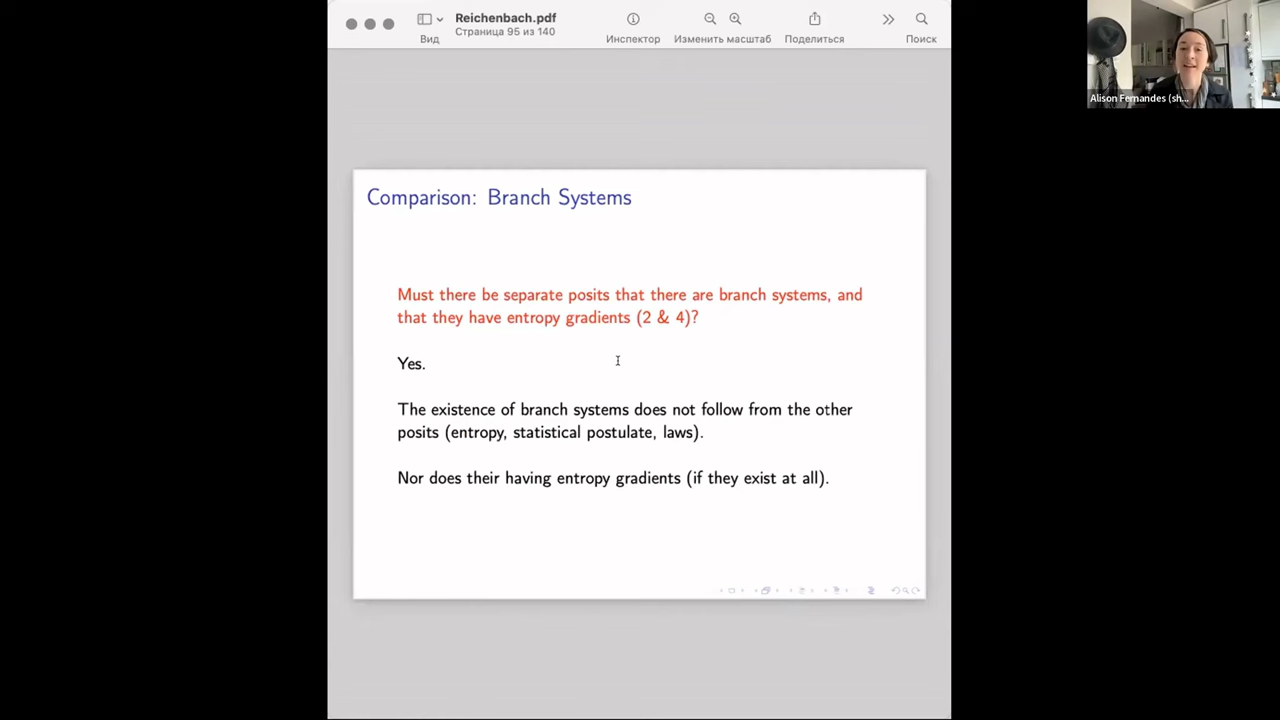 Reichenbach.pdf
Страница 95 из 140
Вид
Инспектор
Изменить масштаб
Поделиться
Поиск
Alison Fernandes (sh...
Comparison: Branch Systems
Must there be separate posits that there are branch systems, and
that they have entropy gradients (2 & 4)?
Yes.
The existence of branch systems does not follow from the other
posits (entropy, statistical postulate, laws).
Nor does their having entropy gradients (if they exist at all).